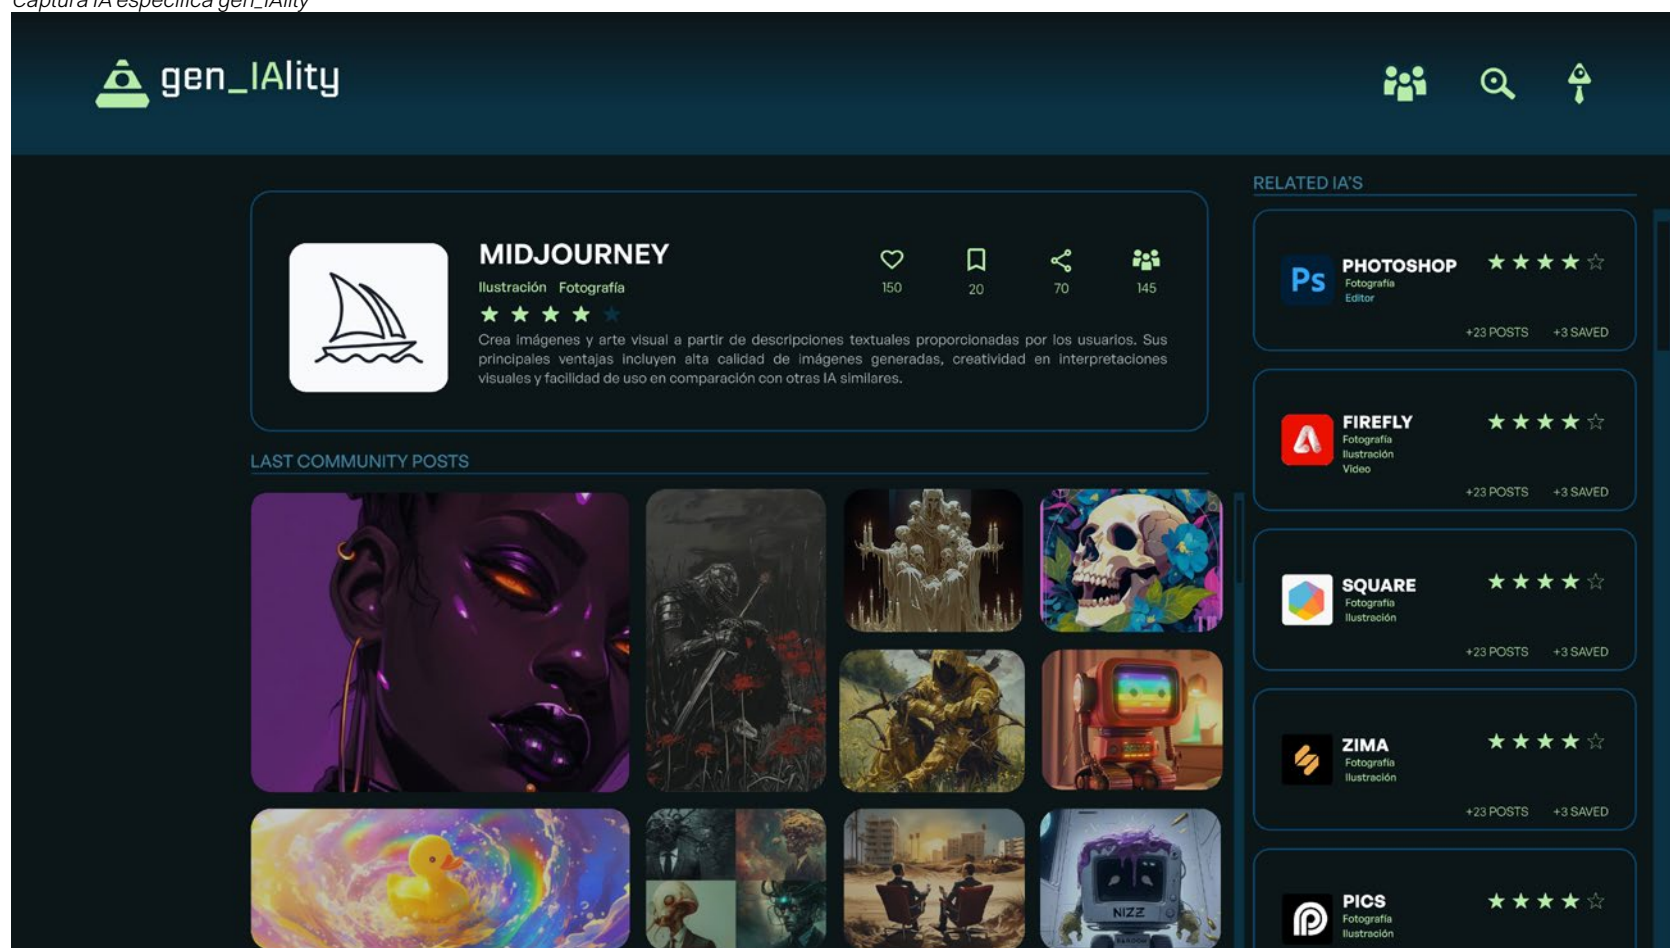 Captura IA específica gen_IAlity
gen_IAlity
MIDJOURNEY
Ilustración Fotografía
150 20 70 145
Crea imágenes y arte visual a partir de descripciones textuales proporcionadas por los usuarios. Sus
principales ventajas incluyen alta calidad de imágenes generadas, creatividad en interpretaciones
visuales y facilidad de uso en comparación con otras IA similares.
LAST COMMUNITY POSTS
NIZZ
RELATED IA'S
Ps
PHOTOSHOP
Fotografía
Editor
+23 POSTS +3 SAVED
FIREFLY
Fotografía
Ilustración
Video
+23 POSTS +3 SAVED
SQUARE
Fotografía
Ilustración
+23 POSTS +3 SAVED
ZIMA
Fotografía
Ilustración
+23 POSTS +3 SAVED
PICS
Fotografía
Ilustración